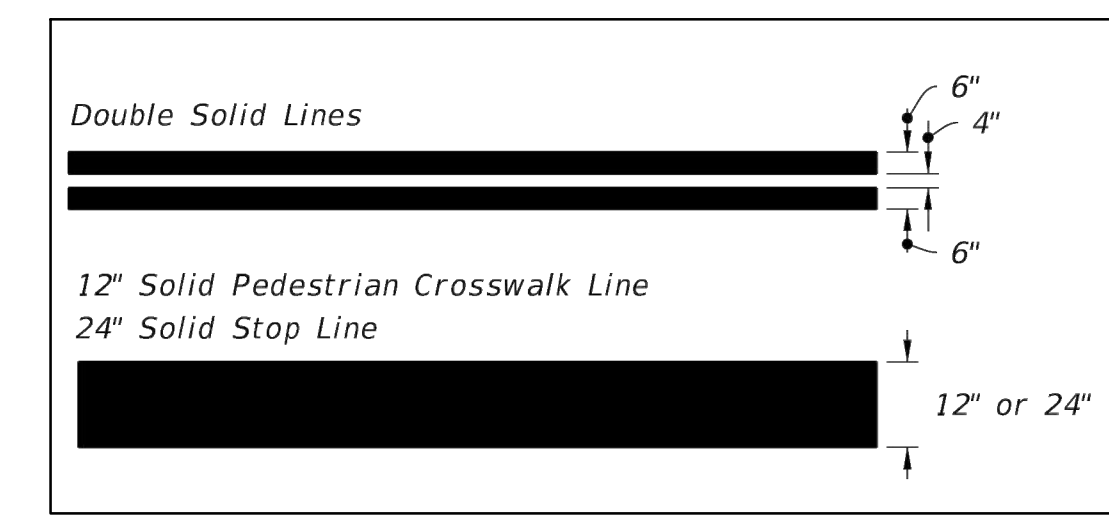 Double Solid Lines
6"
4"
6"
12" Solid Pedestrian Crosswalk Line
24" Solid Stop Line
12" or 24"